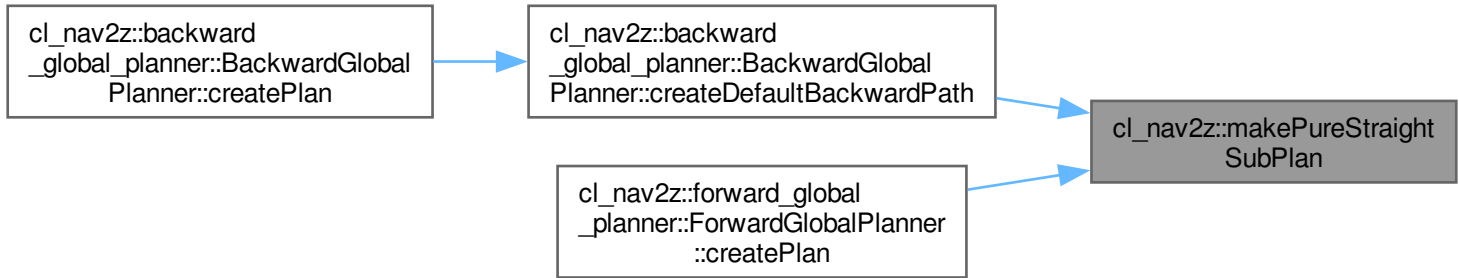 cl_nav2z::backward
_global_planner::BackwardGlobal
Planner::createPlan
cl_nav2z::backward
_global_planner::BackwardGlobal
Planner::createDefaultBackwardPath
cl_nav2z::makePureStraight
SubPlan
cl_nav2z::forward_global
_planner::ForwardGlobalPlanner
::createPlan